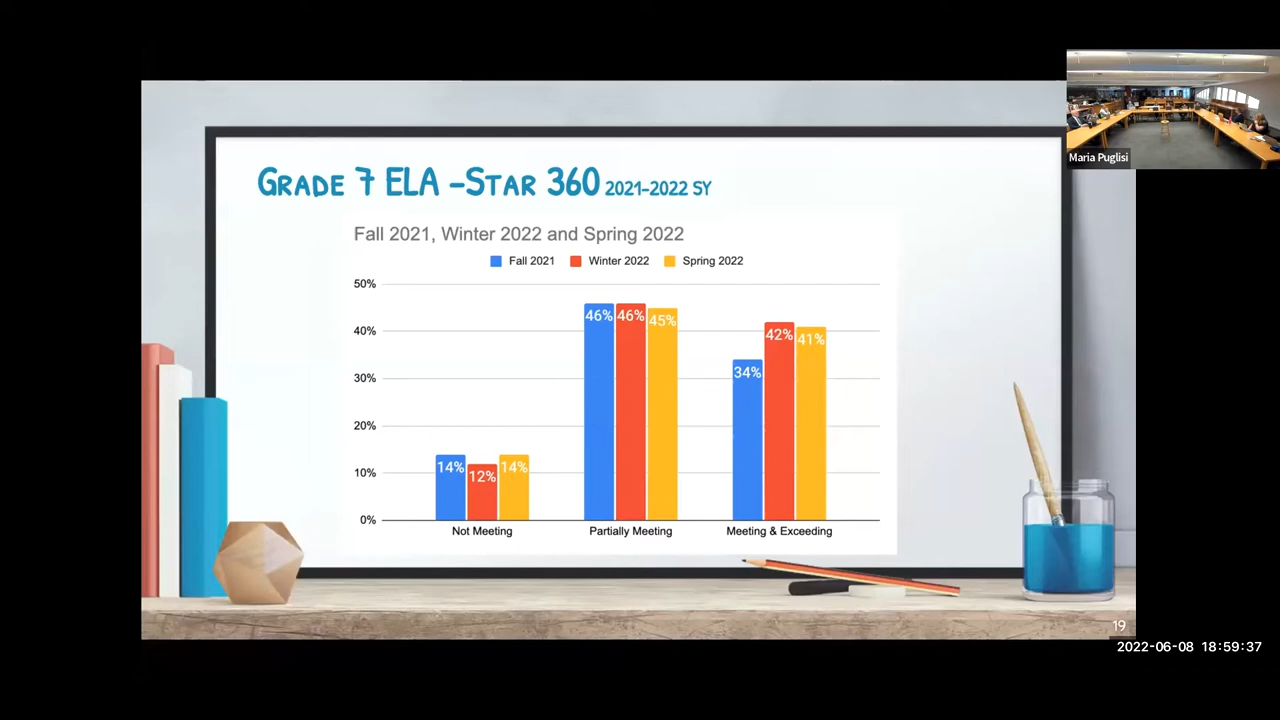 Maria Puglisi
GRADE 7 ELA –STAR 360 2021–2022 SY
Fall 2021, Winter 2022 and Spring 2022
Fall 2021 Winter 2022 Spring 2022
50%
40%
30%
20%
10%
0%
14% 12% 14%
46% 46% 45%
34% 42% 41%
Not Meeting Partially Meeting Meeting & Exceeding
19
2022-06-08 18:59:37